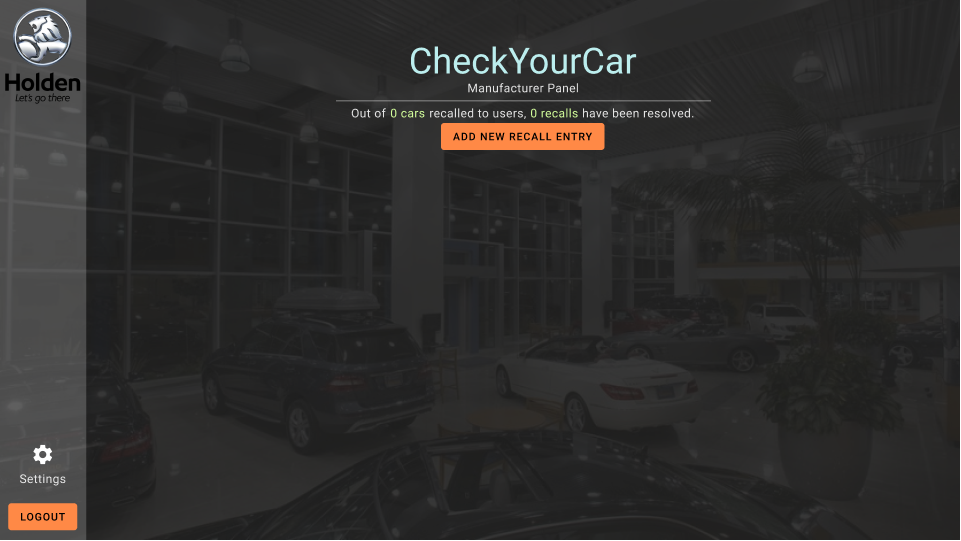 Holden
Let's go there
CheckYourCar
Manufacturer Panel
Out of 0 cars recalled to users, 0 recalls have been resolved.
ADD NEW RECALL ENTRY
Settings
LOGOUT